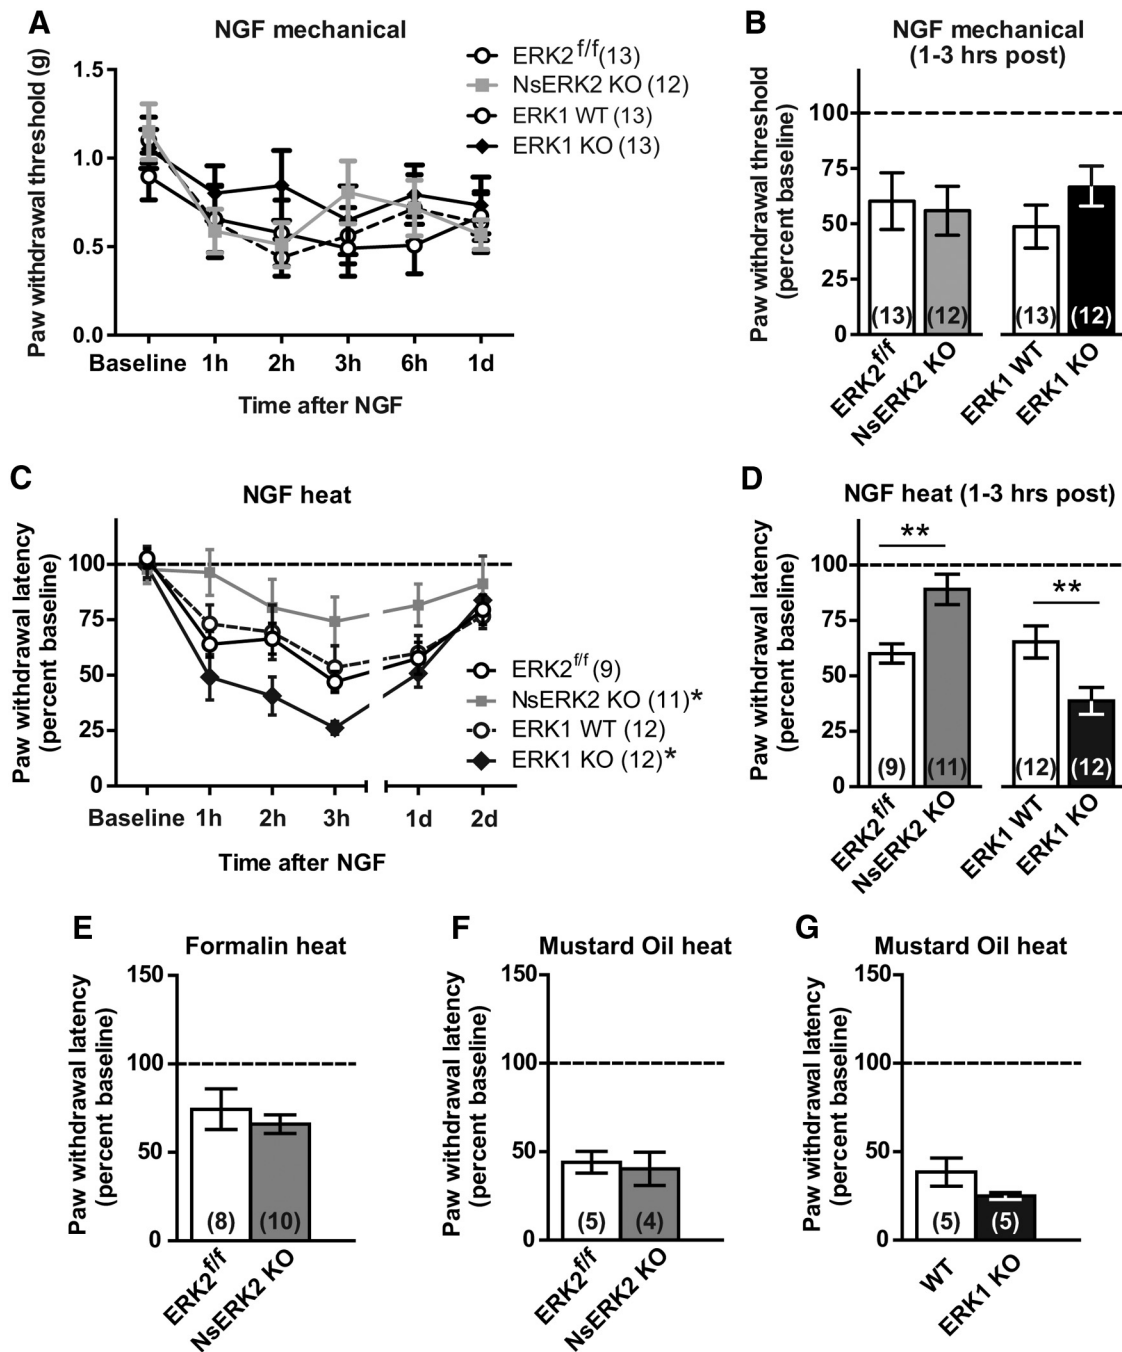 A
NGF mechanical
Paw withdrawal threshold (g)
1.5
1.0
0.5
0.0
Baseline 1h 2h 3h 6h 1d
Time after NGF
ERK2f/f(13)
NsERK2 KO (12)
ERK1 WT (13)
ERK1 KO (13)
B
NGF mechanical
(1-3 hrs post)
Paw withdrawal threshold
(percent baseline)
100
75
50
25
0
(13) (12) (13) (12)
ERK2f/f
NsERK2 KO
ERK1 WT
ERK1 KO
C
NGF heat
Paw withdrawal latency
(percent baseline)
100
75
50
25
0
Baseline 1h 2h 3h 1d 2d
Time after NGF
ERK2f/f (9)
NsERK2 KO (11)*
ERK1 WT (12)
ERK1 KO (12)*
D
NGF heat (1-3 hrs post)
Paw withdrawal latency
(percent baseline)
100
75
50
25
0
**
**
(9) (11) (12) (12)
ERK2f/f
NsERK2 KO
ERK1 WT
ERK1 KO
E
Formalin heat
Paw withdrawal latency
(percent baseline)
150
100
50
0
(8) (10)
ERK2f/f
NsERK2 KO
F
Mustard Oil heat
Paw withdrawal latency
(percent baseline)
150
100
50
0
(5) (4)
ERK2f/f
NsERK2 KO
G
Mustard Oil heat
Paw withdrawal latency
(percent baseline)
150
100
50
0
(5) (5)
WT
ERK1 KO